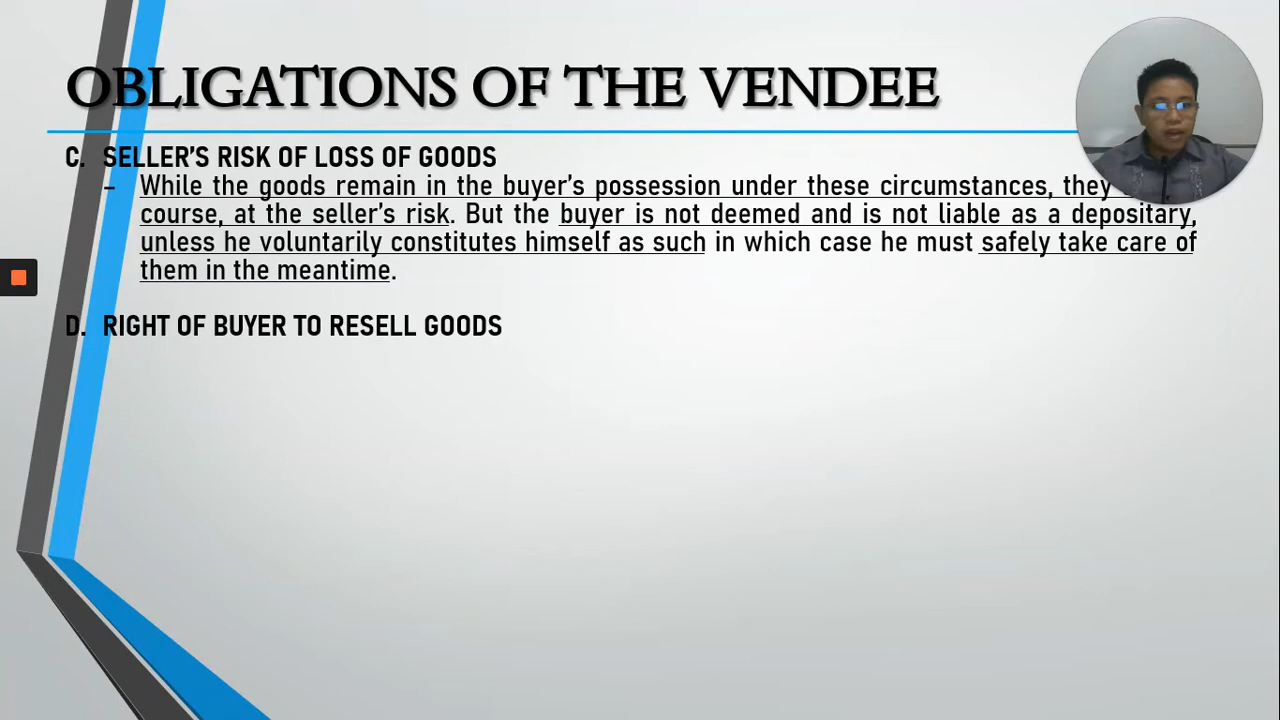 OBLIGATIONS OF THE VENDEE
C. SELLER'S RISK OF LOSS OF GOODS
– While the goods remain in the buyer's possession under these circumstances, they
course, at the seller's risk. But the buyer is not deemed and is not liable as a depositary,
unless he voluntarily constitutes himself as such in which case he must safely take care of
them in the meantime.
D. RIGHT OF BUYER TO RESELL GOODS